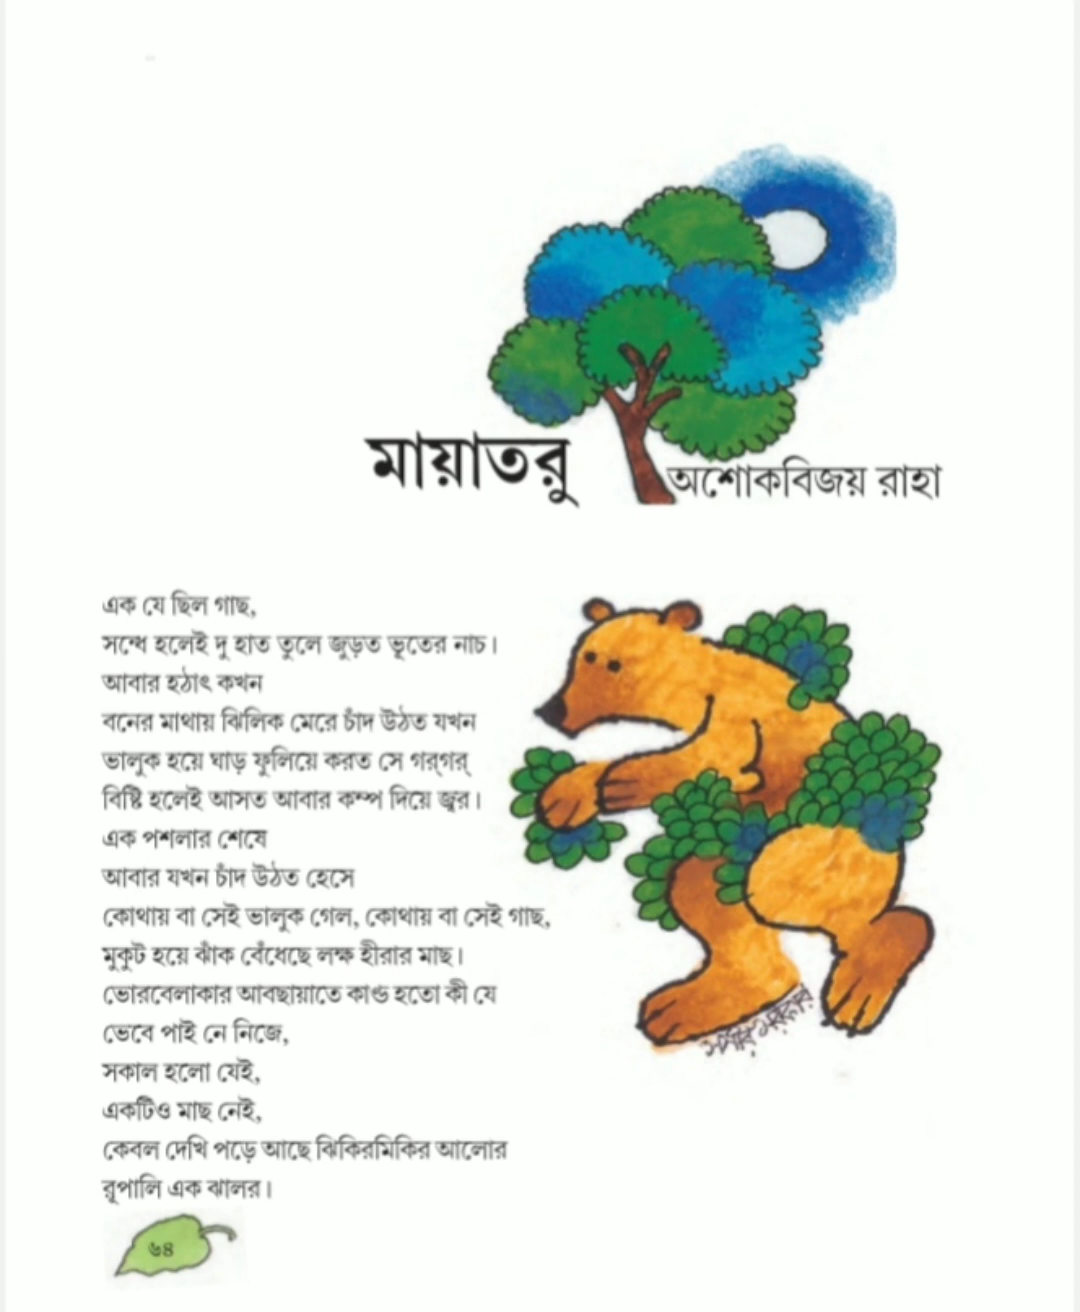 মায়াতরু
অশোকবিজয় রাহা
এক যে ছিল গাছ,
সন্ধে হলেই দু হাত তুলে জুড়ত ভূতের নাচ।
আবার হঠাৎ কখন
বনের মাথায় ঝিলিক মেরে চাঁদ উঠত যখন
ভালুক হয়ে ঘাড় ফুলিয়ে করত সে গর্‌গর্
বিষ্টি হলেই আসত আবার কম্প দিয়ে জ্বর।
এক পশলার শেষে
আবার যখন চাঁদ উঠত হেসে
কোথায় বা সেই ভালুক গেল, কোথায় বা সেই গাছ,
মুকুট হয়ে ঝাঁক বেঁধেছে লক্ষ হীরার মাছ।
ভোরবেলাকার আবছায়াতে কাণ্ড হতো কী যে
ভেবে পাই নে নিজে,
সকাল হলো যেই,
একটিও মাছ নেই,
কেবল দেখি পড়ে আছে ঝিকিরমিকির আলোর
রূপালি এক ঝালর।
৬৪